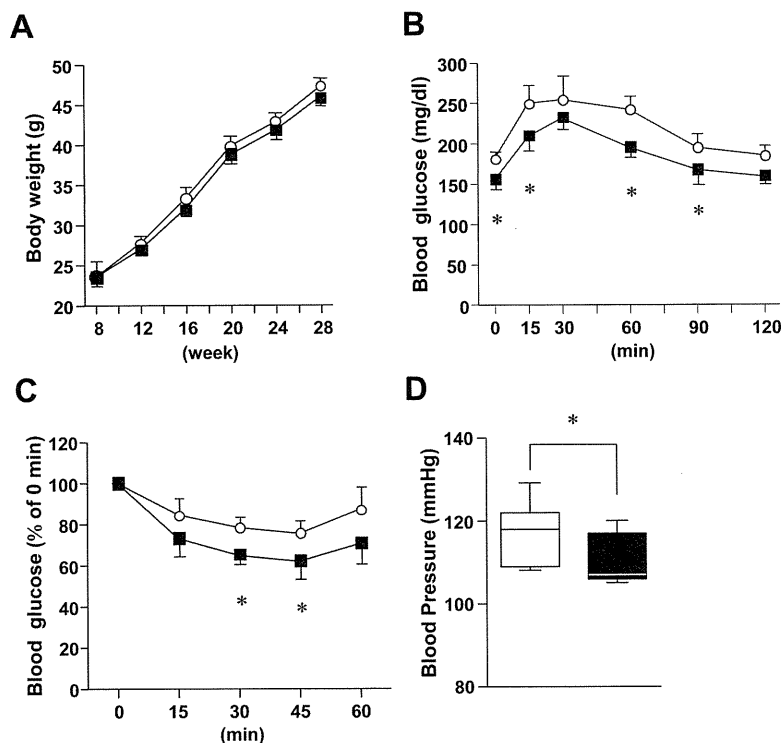 A
Body weight (g)
50
45
40
35
30
25
20
8 12 16 20 24 28
(week)
B
Blood glucose (mg/dl)
300
250
200
150
100
50
0
* * * *
0 15 30 60 90 120
(min)
C
Blood glucose (% of 0 min)
120
100
80
60
40
20
0
* *
0 15 30 45 60
(min)
D
Blood Pressure (mmHg)
140
120
100
80
*